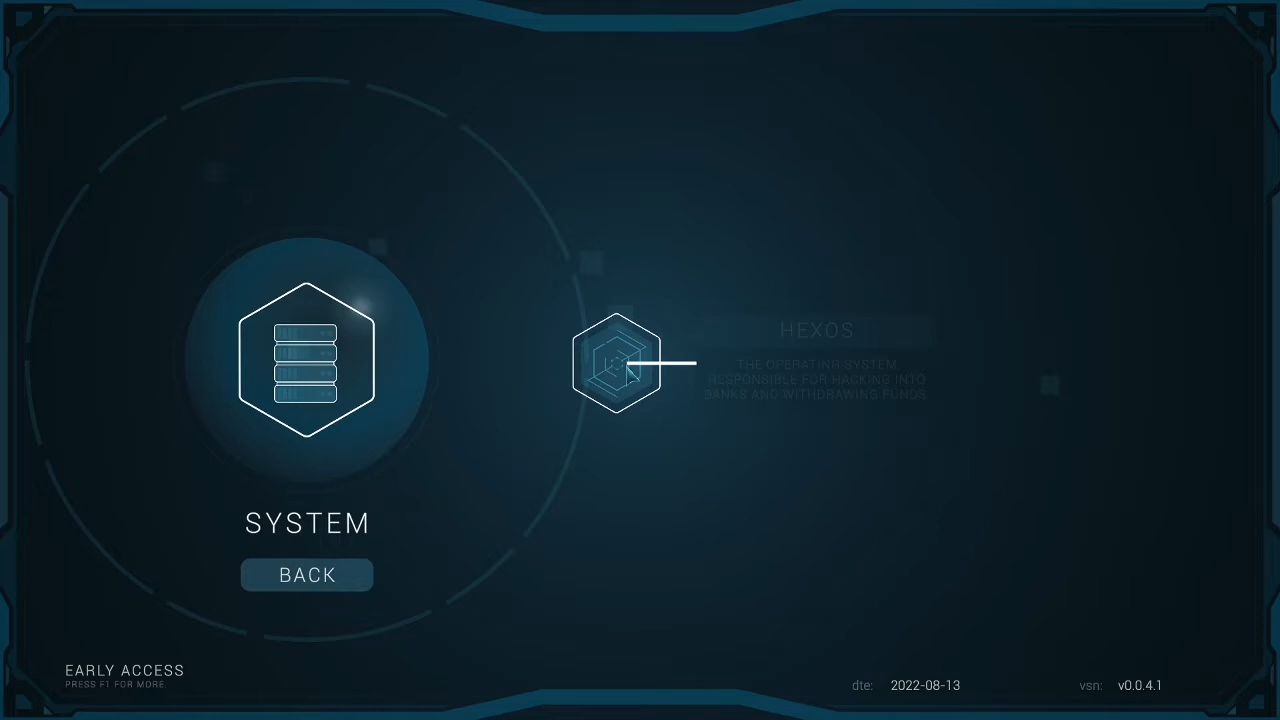 HEXOS
THE OPERATING SYSTEM,
RESPONSIBLE FOR HACKING INTO
BANKS AND WITHDRAWING FUNDS
SYSTEM
BACK
EARLY ACCESS
PRESS F1 FOR MORE.
dte: 2022-08-13
vsn: v0.0.4.1